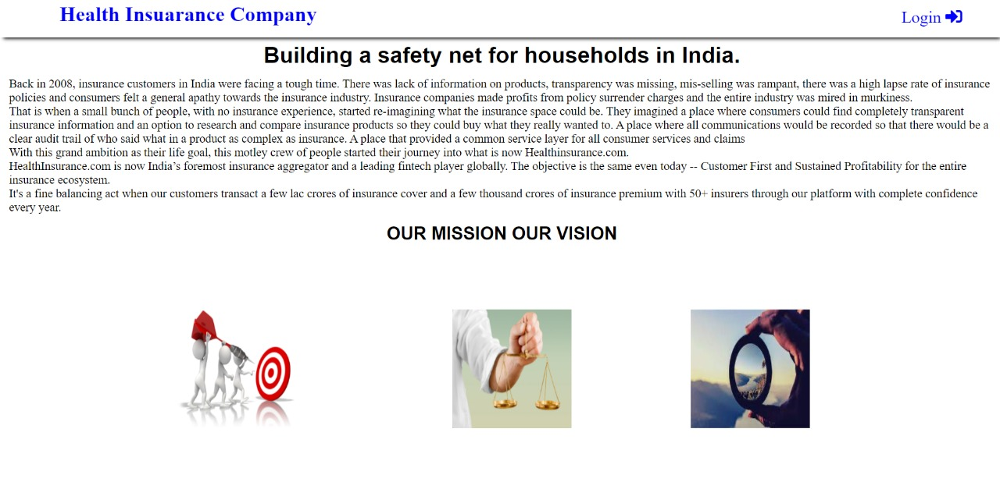 Health Insuarance Company
Login
Building a safety net for households in India.
Back in 2008, insurance customers in India were facing a tough time. There was lack of information on products, transparency was missing, mis-selling was rampant, there was a high lapse rate of insurance
policies and consumers felt a general apathy towards the insurance industry. Insurance companies made profits from policy surrender charges and the entire industry was mired in murkiness.
That is when a small bunch of people, with no insurance experience, started re-imagining what the insurance space could be. They imagined a place where consumers could find completely transparent
insurance information and an option to research and compare insurance products so they could buy what they really wanted to. A place where all communications would be recorded so that there would be a
clear audit trail of who said what in a product as complex as insurance. A place that provided a common service layer for all consumer services and claims
With this grand ambition as their life goal, this motley crew of people started their journey into what is now Healthinsurance.com.
HealthInsurance.com is now India’s foremost insurance aggregator and a leading fintech player globally. The objective is the same even today -- Customer First and Sustained Profitability for the entire
insurance ecosystem.
It's a fine balancing act when our customers transact a few lac crores of insurance cover and a few thousand crores of insurance premium with 50+ insurers through our platform with complete confidence
every year.
OUR MISSION OUR VISION